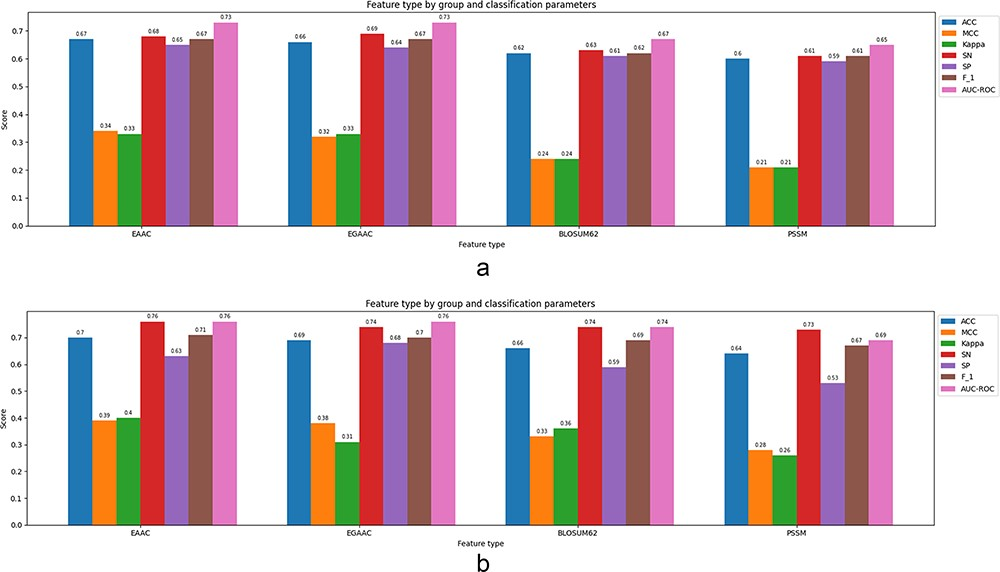 Feature type by group and classification parameters
Score
0.7
0.6
0.5
0.4
0.3
0.2
0.1
0.0
0.67 0.34 0.33 0.68 0.65 0.67 0.73
0.66 0.32 0.33 0.69 0.64 0.67 0.73
0.62 0.24 0.24 0.63 0.61 0.62 0.67
0.6 0.21 0.21 0.61 0.59 0.61 0.65
EAAC EGAAC BLOSUM62 PSSM
Feature type
ACC
MCC
Kappa
SN
SP
F_1
AUC-ROC
a
Feature type by group and classification parameters
Score
0.7
0.6
0.5
0.4
0.3
0.2
0.1
0.0
0.7 0.39 0.4 0.76 0.63 0.71 0.76
0.69 0.38 0.31 0.74 0.68 0.7 0.76
0.66 0.33 0.36 0.74 0.59 0.69 0.74
0.64 0.28 0.26 0.73 0.53 0.67 0.69
EAAC EGAAC BLOSUM62 PSSM
Feature type
ACC
MCC
Kappa
SN
SP
F_1
AUC-ROC
b